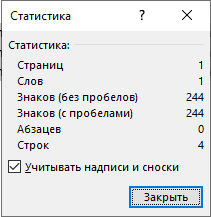 Статистика
Статистика:
Страниц 1
Слов 1
Знаков (без пробелов) 244
Знаков (с пробелами) 244
Абзацев 0
Строк 4
Учитывать надписи и сноски
Закрыть